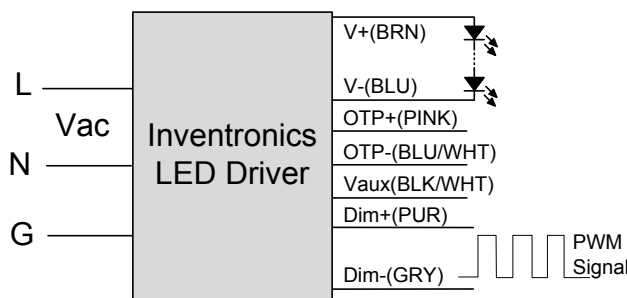 L
Vac
N
G
Inventronics
LED Driver
V+(BRN)
V-(BLU)
OTP+(PINK)
OTP-(BLU/WHT)
Vaux(BLK/WHT)
Dim+(PUR)
Dim-(GRY)
PWM
Signal